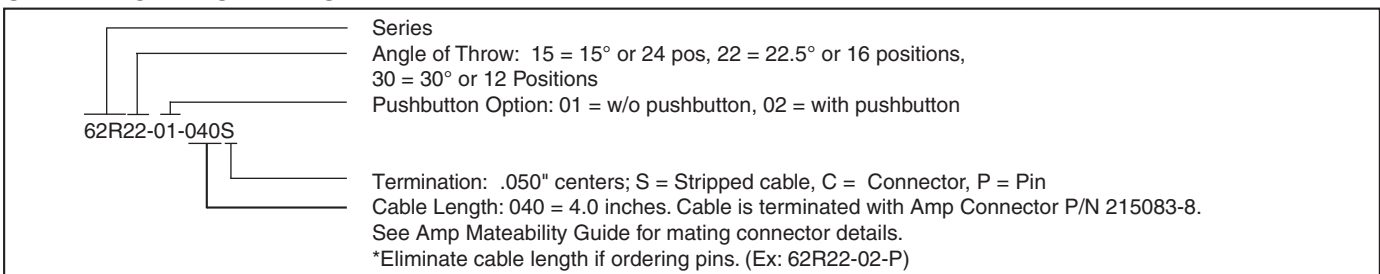 Series
Angle of Throw: 15 = 15° or 24 pos, 22 = 22.5° or 16 positions,
30 = 30° or 12 Positions
Pushbutton Option: 01 = w/o pushbutton, 02 = with pushbutton
62R22-01-040S
Termination: .050" centers; S = Stripped cable, C = Connector, P = Pin
Cable Length: 040 = 4.0 inches. Cable is terminated with Amp Connector P/N 215083-8.
See Amp Mateability Guide for mating connector details.
*Eliminate cable length if ordering pins. (Ex: 62R22-02-P)